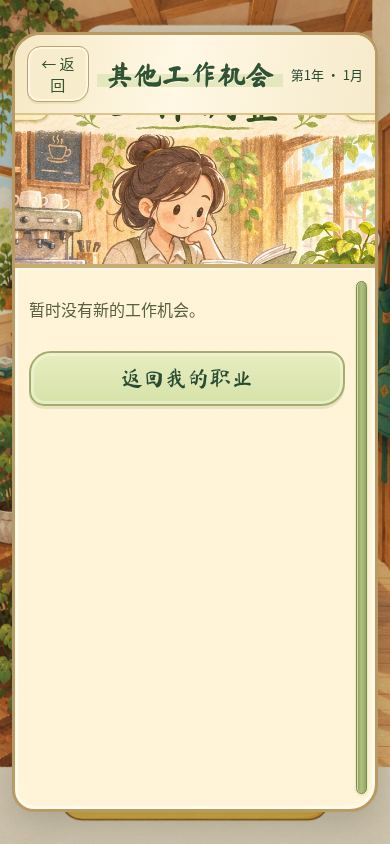 ← 返
回
其他工作机会
第1年 · 1月
暂时没有新的工作机会。
返回我的职业